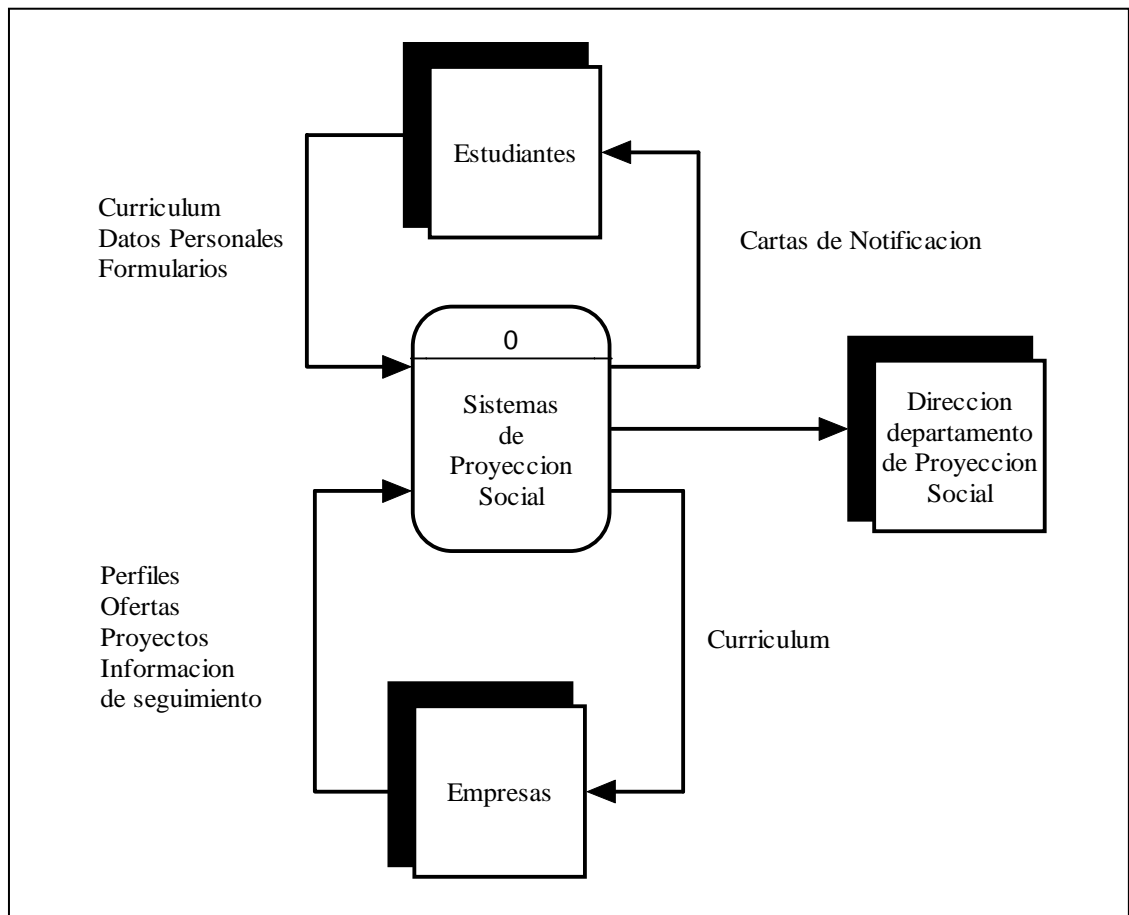 Estudiantes
Curriculum
Datos Personales
Formularios
Cartas de Notificacion
0
Sistemas
de
Proyeccion
Social
Direccion
departamento
de Proyeccion
Social
Perfiles
Ofertas
Proyectos
Informacion
de seguimiento
Curriculum
Empresas